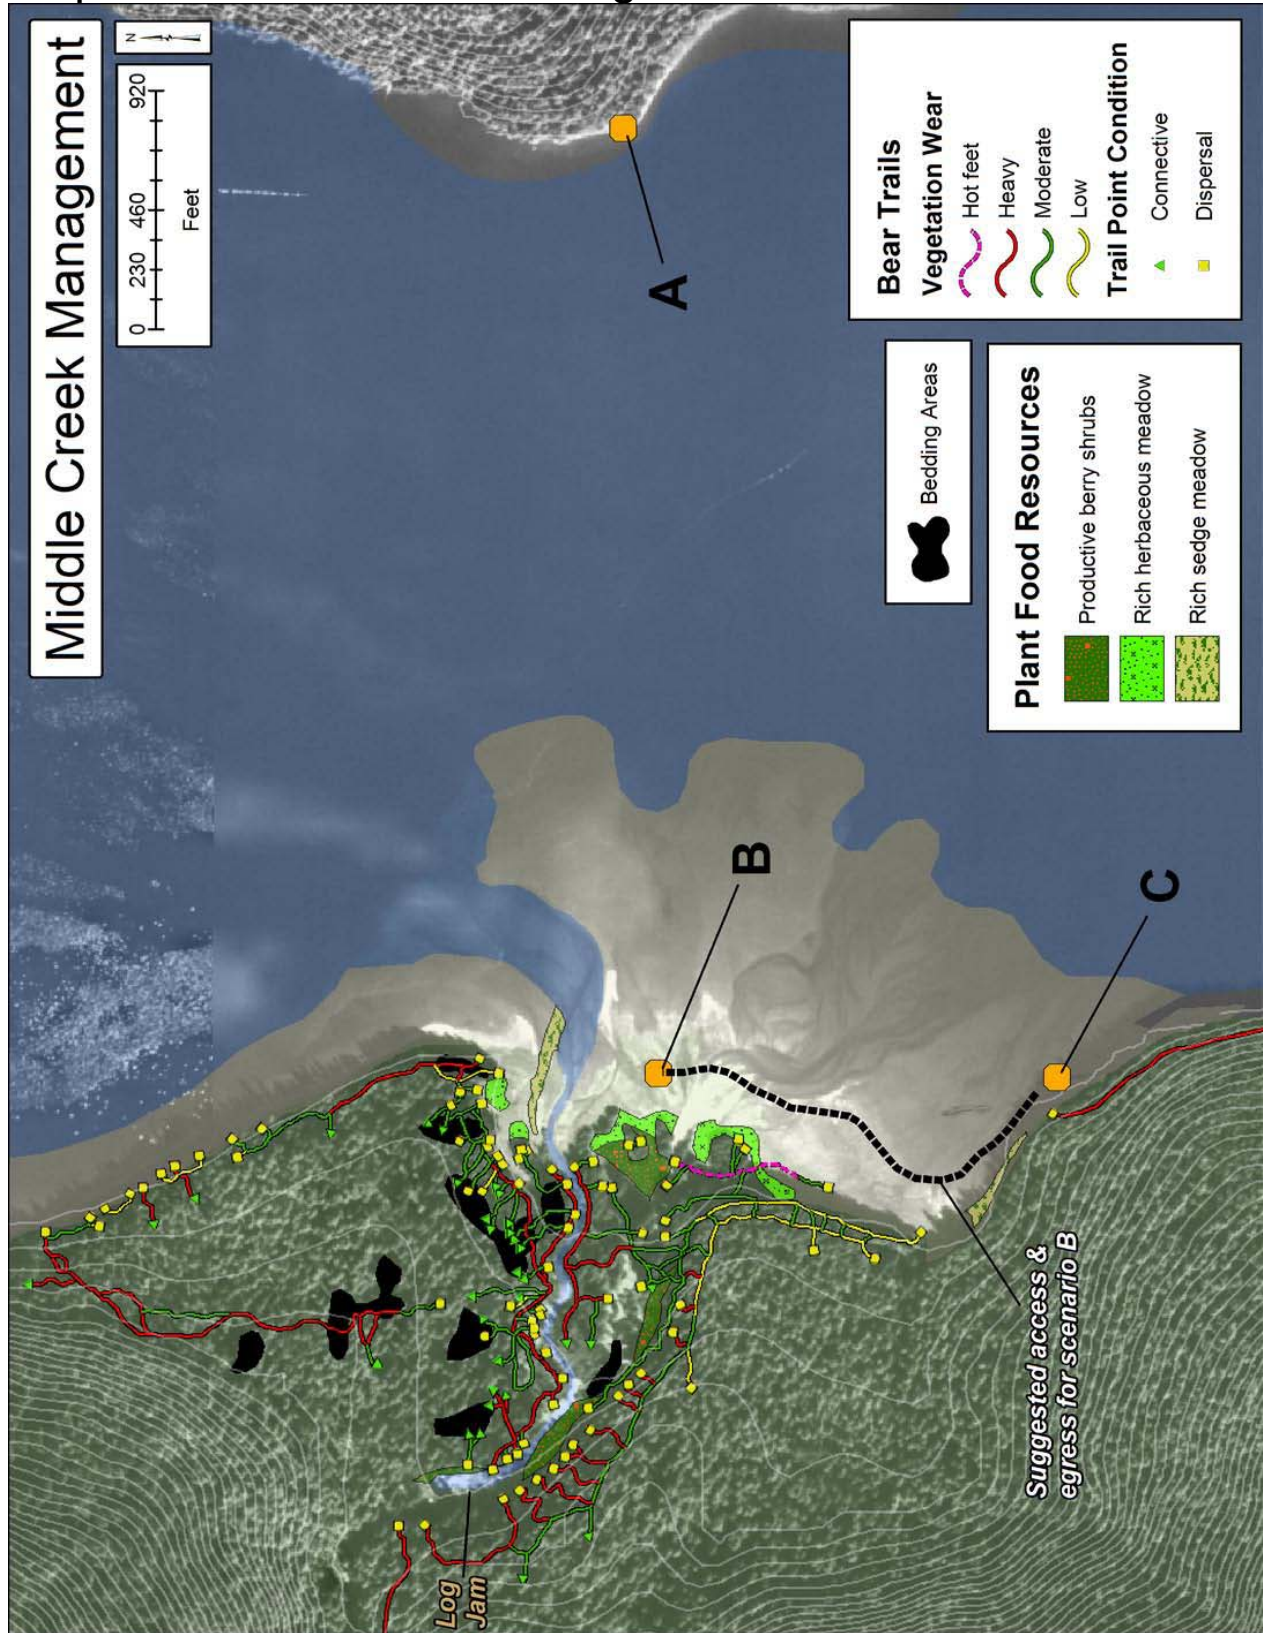 Middle Creek Management
N
0 230 460 920
Feet
A
B
C
Log
Jam
Suggested access &
egress for scenario B
Bedding Areas
Plant Food Resources
Productive berry shrubs
Rich herbaceous meadow
Rich sedge meadow
Bear Trails
Vegetation Wear
Hot feet
Heavy
Moderate
Low
Trail Point Condition
Connective
Dispersal